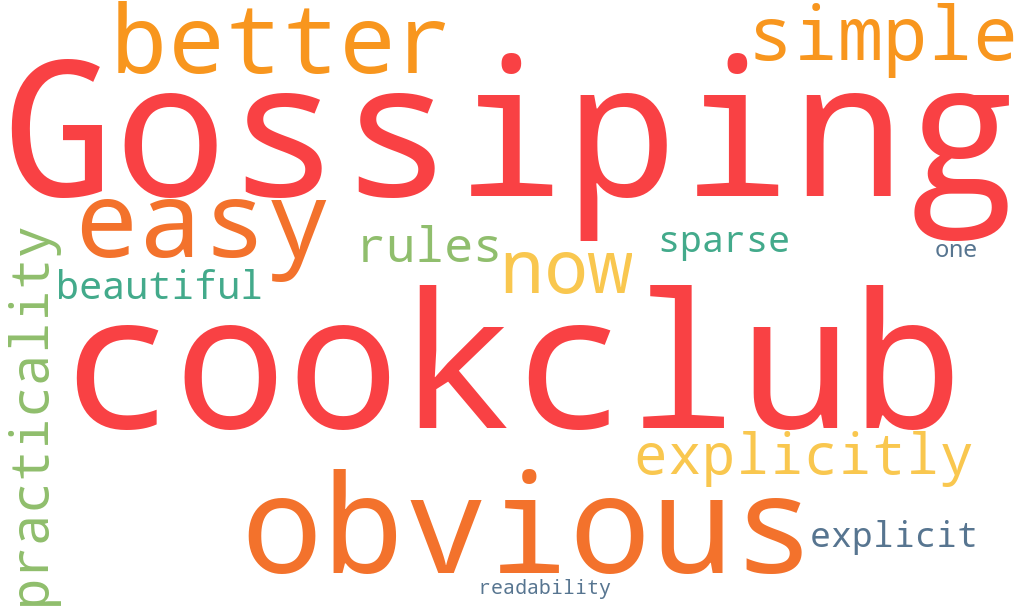 better
simple
Gossiping
easy
rules
now
sparse
one
beautiful
practicality
cookclub
explicitly
obvious
explicit
readability